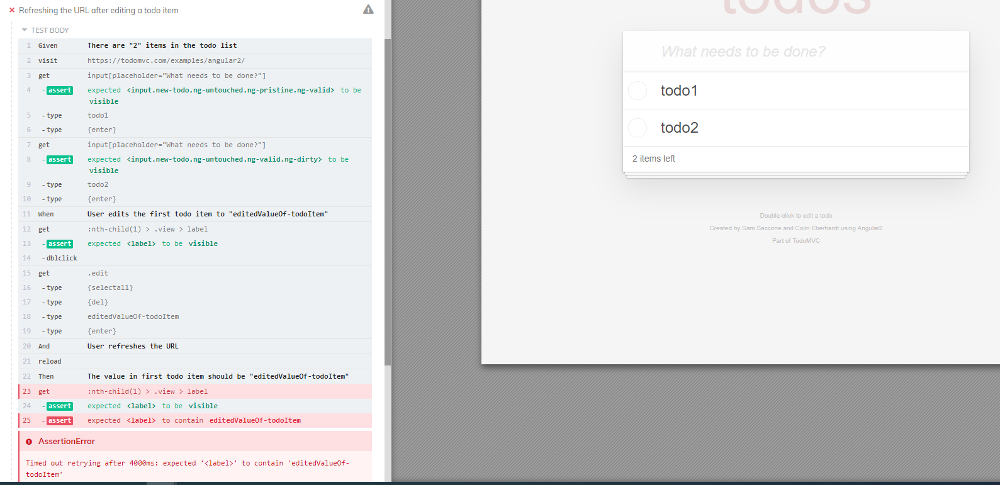 Refreshing the URL after editing a todo item
TEST BODY
1 Given There are "2" items in the todo list
2 visit https://todomvc.com/examples/angular2/
3 get input[placeholder="What needs to be done?"]
4 -assert expected <input.new-todo.ng-untouched.ng-pristine.ng-valid> to be
visible
5 -type todo1
6 -type {enter}
7 get input[placeholder="What needs to be done?"]
8 -assert expected <input.new-todo.ng-untouched.ng-valid.ng-dirty> to be
visible
9 -type todo2
10 -type {enter}
11 When User edits the first todo item to "editedValueOf-todoItem"
12 get :nth-child(1) > .view > label
13 -assert expected <label> to be visible
14 -dblclick
15 get .edit
16 -type {selectall}
17 -type {del}
18 -type editedValueOf-todoItem
19 -type {enter}
20 And User refreshes the URL
21 reload
22 Then The value in first todo item should be "editedValueOf-todoItem"
23 get :nth-child(1) > .view > label
24 -assert expected <label> to be visible
25 -assert expected <label> to contain editedValueOf-todoItem
AssertionError
Timed out retrying after 4000ms: expected '<label>' to contain 'editedValueOf-
todoItem'
todos
What needs to be done?
todo1
todo2
2 items left
Double-click to edit a todo
Created by Sam Saccone and Colin Eberhardt using Angular2
Part of TodoMVC